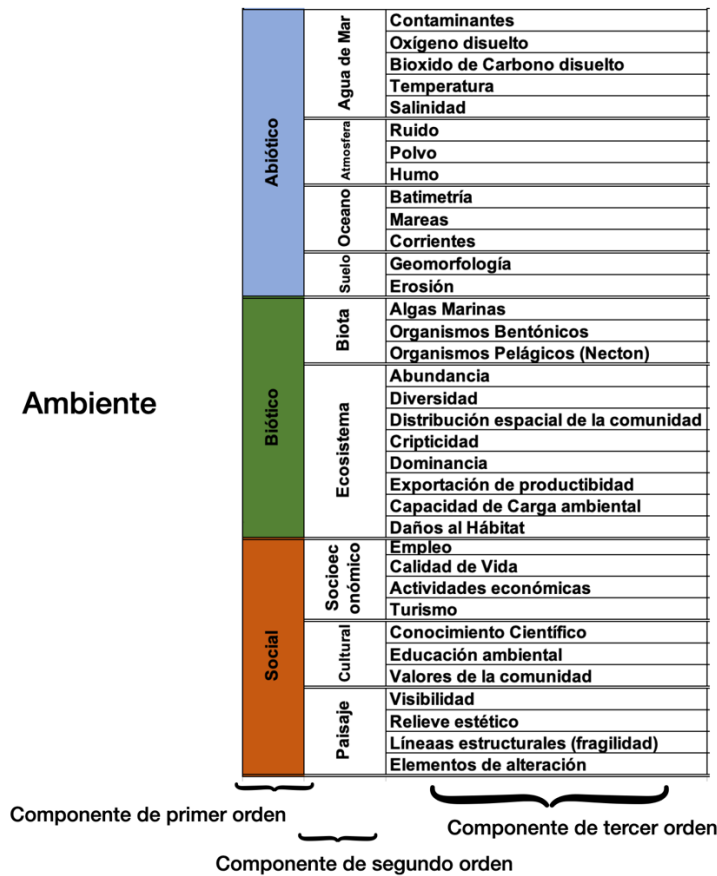 Ambiente
Abiótico
Agua de Mar
Contaminantes
Oxígeno disuelto
Bioxido de Carbono disuelto
Temperatura
Salinidad
Atmosfera
Ruido
Polvo
Humo
Oceano
Batimetría
Mareas
Corrientes
Suelo
Geomorfología
Erosión
Biótico
Biota
Algas Marinas
Organismos Bentónicos
Organismos Pelágicos (Necton)
Ecosistema
Abundancia
Diversidad
Distribución espacial de la comunidad
Cripticidad
Dominancia
Exportación de productibidad
Capacidad de Carga ambiental
Daños al Hábitat
Social
Socioec
onómico
Empleo
Calidad de Vida
Actividades económicas
Turismo
Cultural
Conocimiento Científico
Educación ambiental
Valores de la comunidad
Paisaje
Visibilidad
Relieve estético
Líneaas estructurales (fragilidad)
Elementos de alteración
Componente de primer orden
Componente de segundo orden
Componente de tercer orden